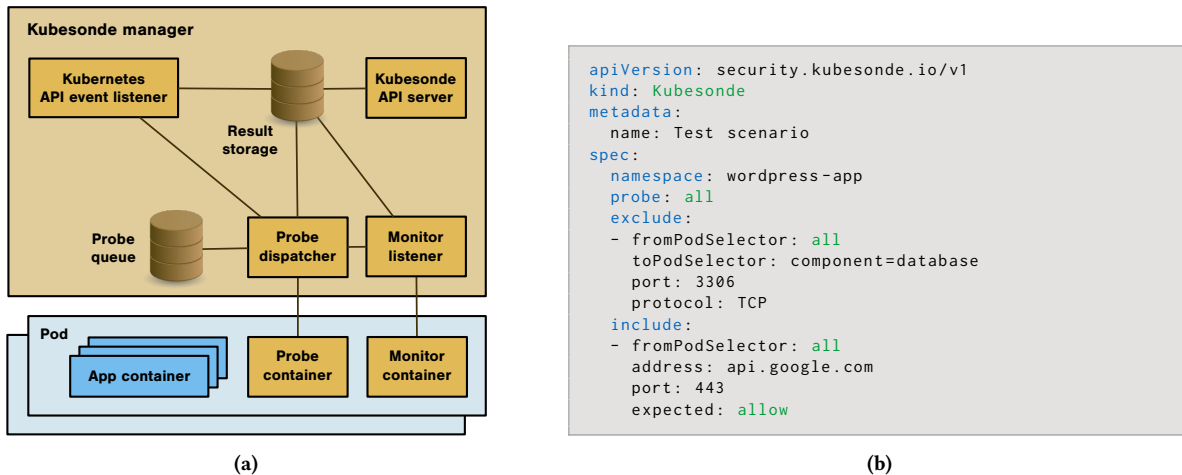 Kubesonde manager
Kubernetes
API event listener
Kubesonde
API server
Result
storage
Probe
queue
Probe
dispatcher
Monitor
listener
Pod
App container
Probe
container
Monitor
container
(a)
apiVersion: security.kubesonde.io/v1
kind: Kubesonde
metadata:
  name: Test scenario
spec:
  namespace: wordpress-app
  probe: all
  exclude:
  - fromPodSelector: all
    toPodSelector: component=database
    port: 3306
    protocol: TCP
  include:
  - fromPodSelector: all
    address: api.google.com
    port: 443
    expected: allow
(b)